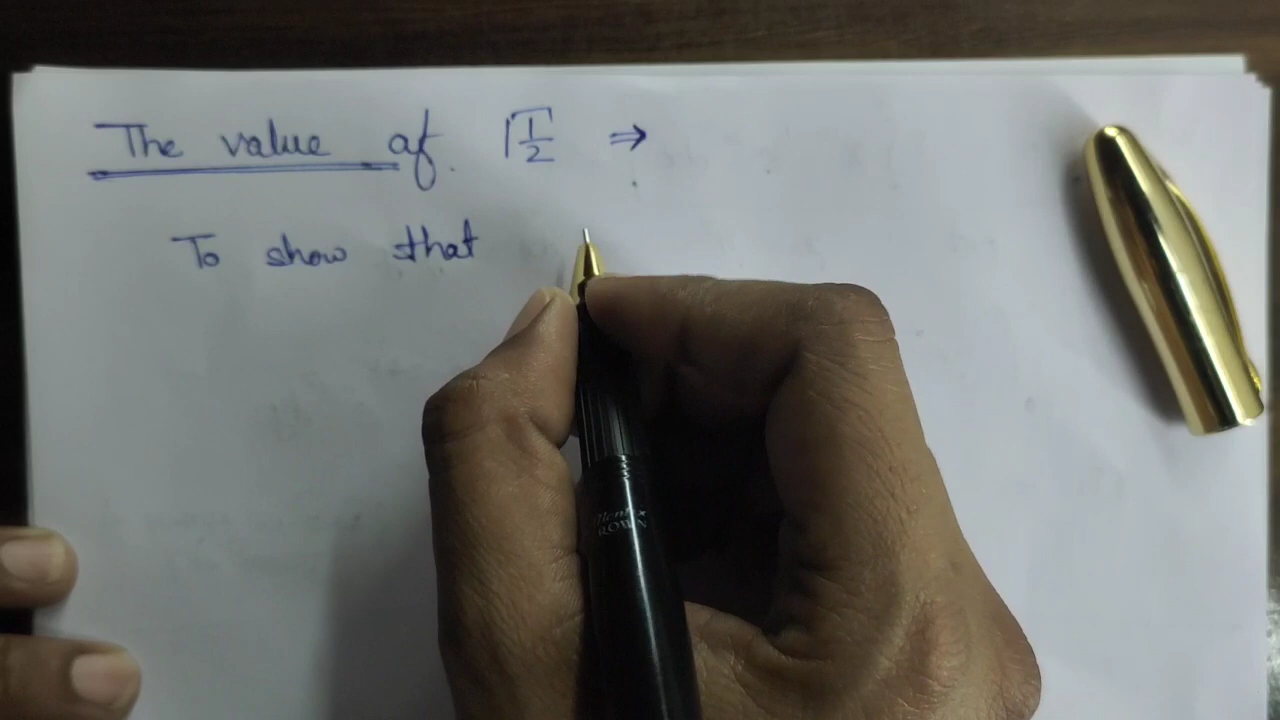 The value of Γ1/2 ⇒
To show that